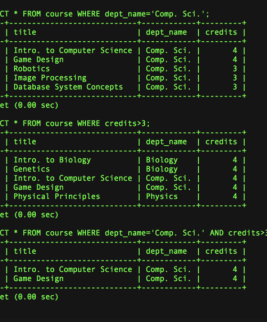 CT * FROM course WHERE dept_name='Comp. Sci.';
-+----------------------------+------------+---------+
| title | dept_name | credits |
-+----------------------------+------------+---------+
| Intro. to Computer Science | Comp. Sci. | 4 |
| Game Design | Comp. Sci. | 4 |
| Robotics | Comp. Sci. | 3 |
| Image Processing | Comp. Sci. | 3 |
| Database System Concepts | Comp. Sci. | 3 |
-+----------------------------+------------+---------+
et (0.00 sec)
CT * FROM course WHERE credits>3;
-+----------------------------+------------+---------+
| title | dept_name | credits |
-+----------------------------+------------+---------+
| Intro. to Biology | Biology | 4 |
| Genetics | Biology | 4 |
| Intro. to Computer Science | Comp. Sci. | 4 |
| Game Design | Comp. Sci. | 4 |
| Physical Principles | Physics | 4 |
-+----------------------------+------------+---------+
et (0.00 sec)
CT * FROM course WHERE dept_name='Comp. Sci.' AND credits>3
-+----------------------------+------------+---------+
| title | dept_name | credits |
-+----------------------------+------------+---------+
| Intro. to Computer Science | Comp. Sci. | 4 |
| Game Design | Comp. Sci. | 4 |
-+----------------------------+------------+---------+
et (0.00 sec)